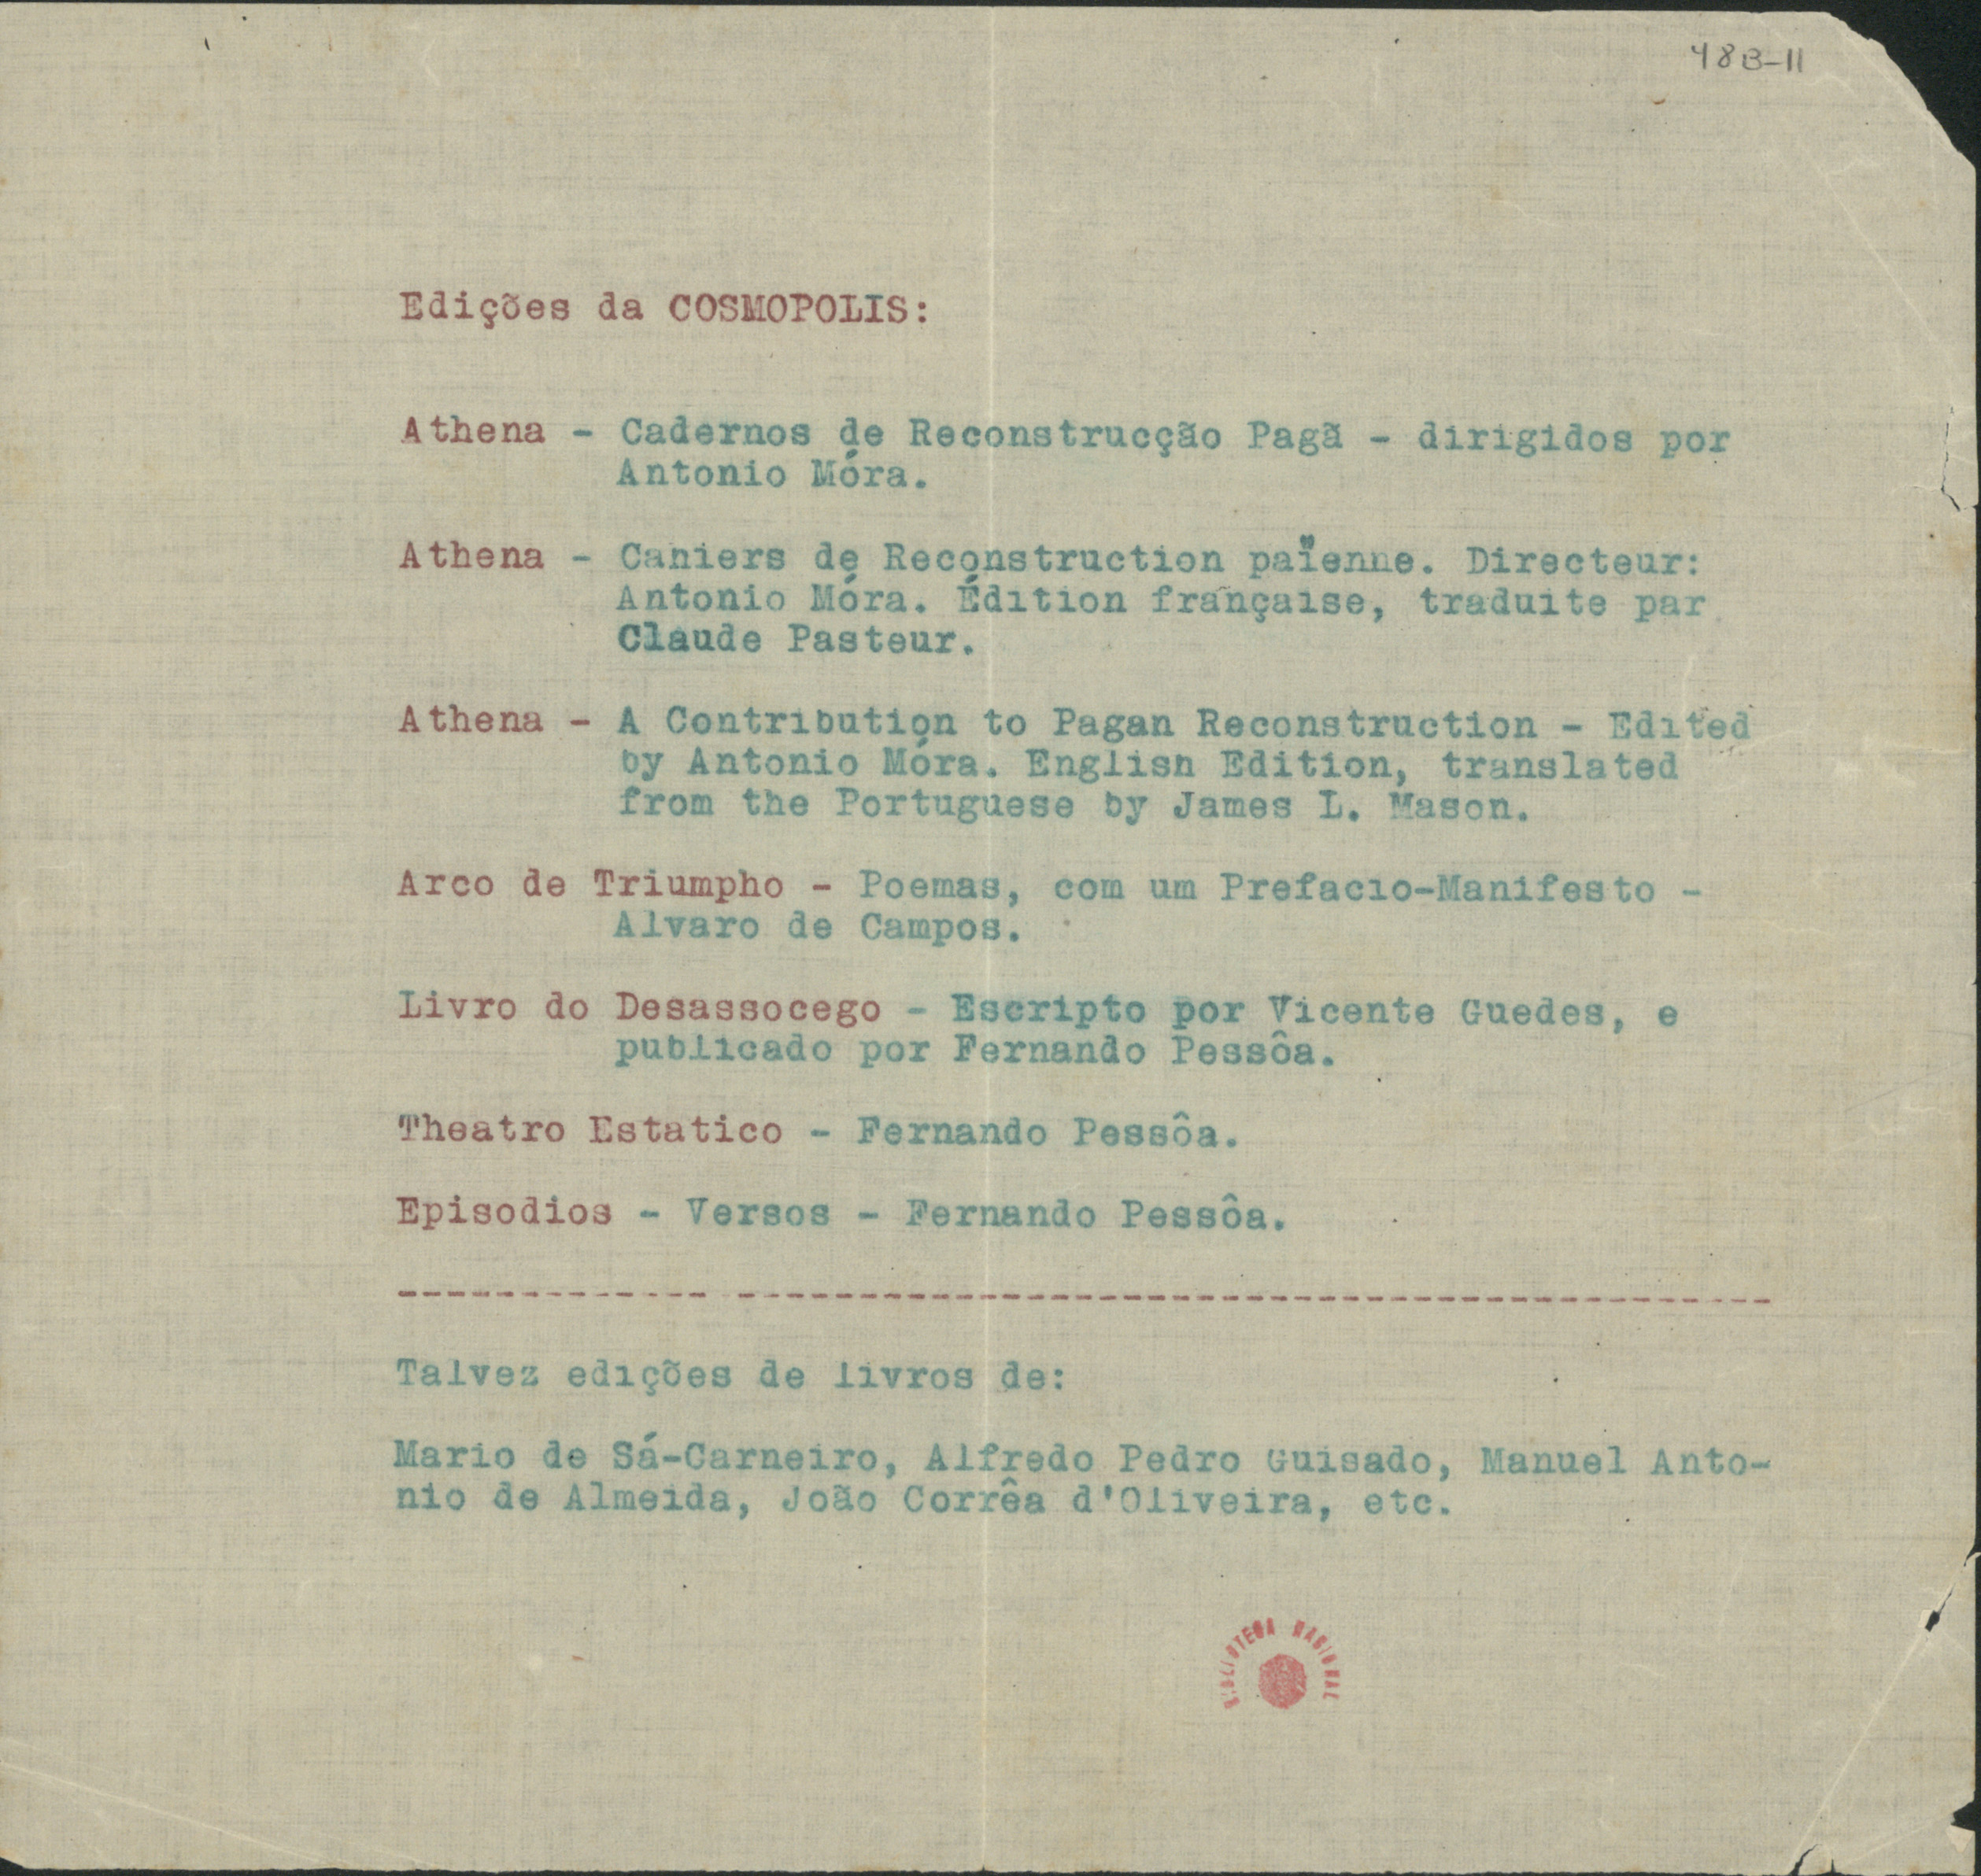 48B-11
Edições da COSMOPOLIS:
Athena - Cadernos de Reconstrucção Pagã - dirigidos por
Antonio Móra.
Athena - Cahiers de Reconstruction païenne. Directeur:
Antonio Móra. Édition française, traduite par
Claude Pasteur.
Athena - A Contribution to Pagan Reconstruction - Edited
by Antonio Móra. English Edition, translated
from the Portuguese by James L. Mason.
Arco de Triumpho - Poemas, com um Prefacio-Manifesto -
Alvaro de Campos.
Livro do Desassocego - Escripto por Vicente Guedes, e
publicado por Fernando Pessôa.
Theatro Estatico - Fernando Pessôa.
Episodios - Versos - Fernando Pessôa.
--------------------------------------------------------
Talvez edições de livros de:
Mario de Sá-Carneiro, Alfredo Pedro Guisado, Manuel Anto-
nio de Almeida, João Corrêa d'Oliveira, etc.
BIBLIOTECA NACIONAL